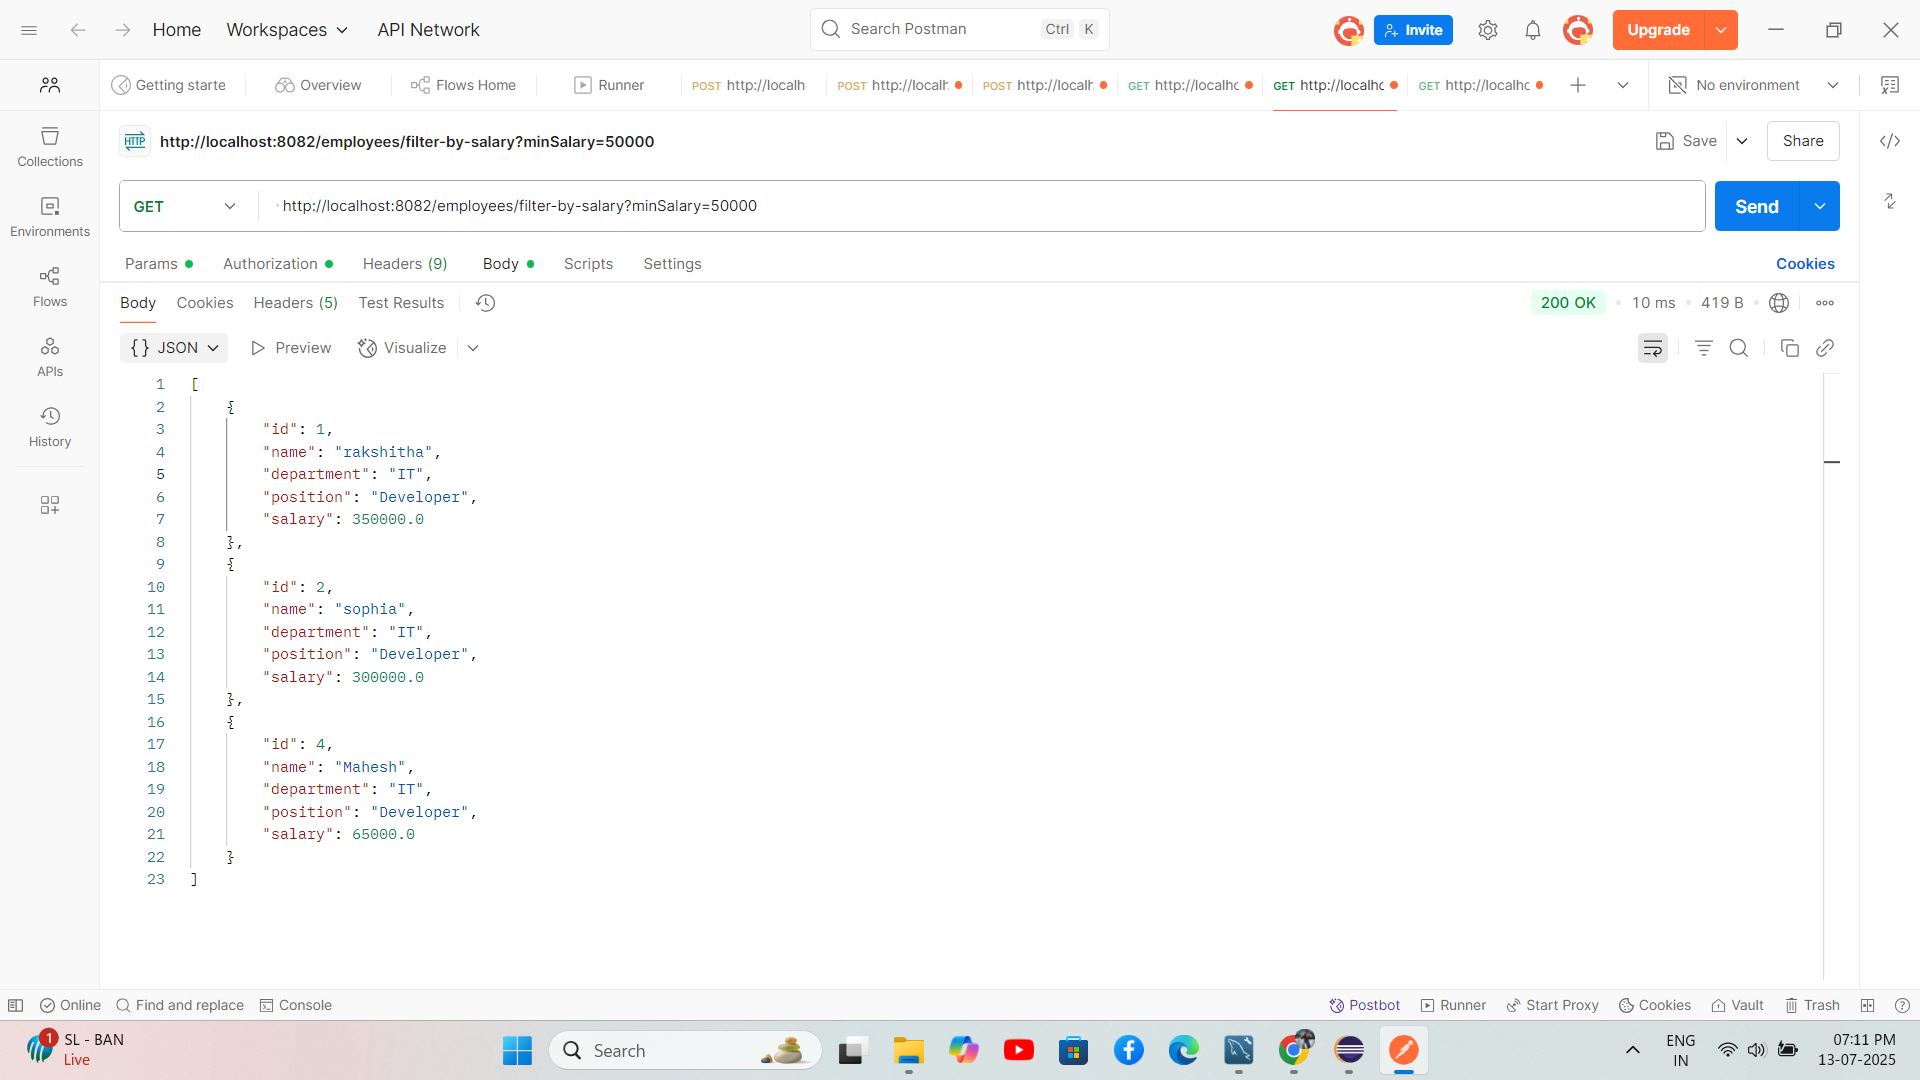 Home Workspaces API Network Search Postman Ctrl K Invite Upgrade
Getting starte Overview Flows Home Runner POST http://localh POST http://localh POST http://localh GET http://localhc GET http://localhc GET http://localhc No environment
HTTP http://localhost:8082/employees/filter-by-salary?minSalary=50000 Save Share
Collections
GET http://localhost:8082/employees/filter-by-salary?minSalary=50000 Send
Environments
Params Authorization Headers (9) Body Scripts Settings Cookies
Flows
Body Cookies Headers (5) Test Results 200 OK 10 ms 419 B
{} JSON Preview Visualize
APIs
History
1 [
2 {
3 "id": 1,
4 "name": "rakshitha",
5 "department": "IT",
6 "position": "Developer",
7 "salary": 350000.0
8 },
9 {
10 "id": 2,
11 "name": "sophia",
12 "department": "IT",
13 "position": "Developer",
14 "salary": 300000.0
15 },
16 {
17 "id": 4,
18 "name": "Mahesh",
19 "department": "IT",
20 "position": "Developer",
21 "salary": 65000.0
22 }
23 ]
Online Find and replace Console Postbot Runner Start Proxy Cookies Vault Trash
1 SL - BAN
Live
Search
ENG
IN
07:11 PM
13-07-2025